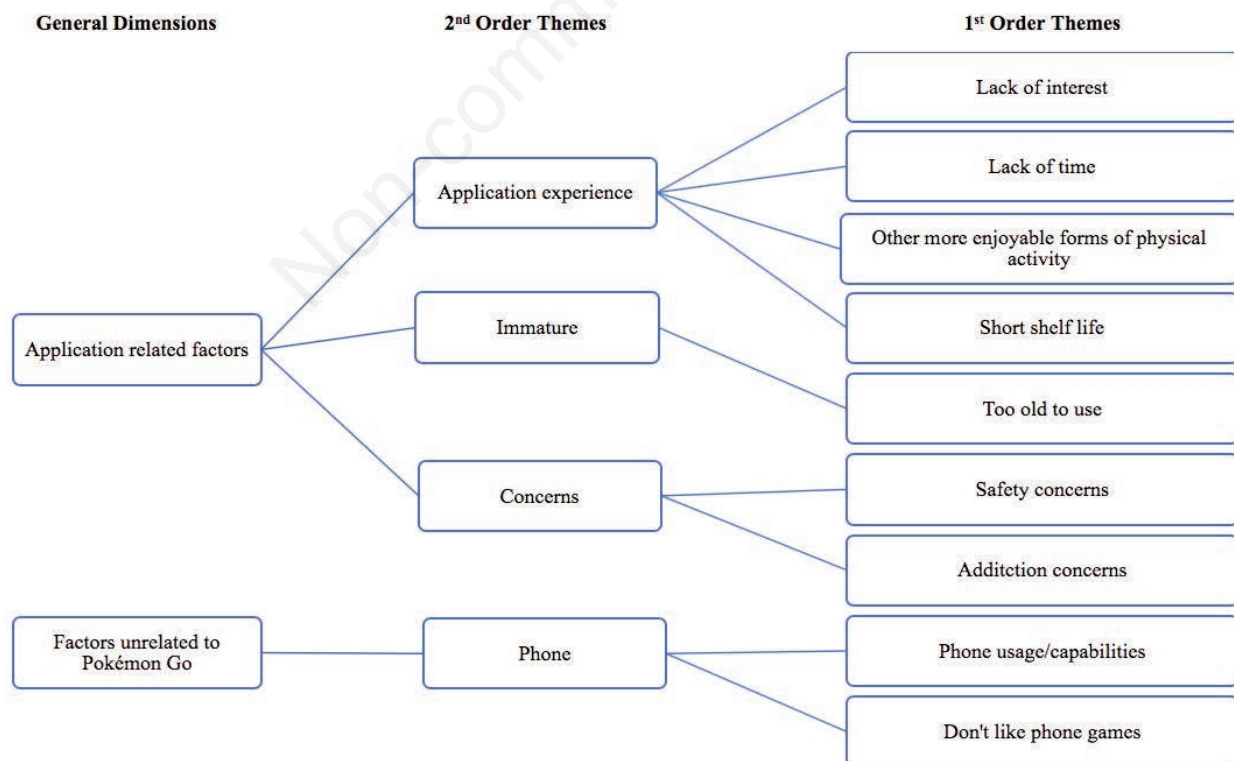 General Dimensions
2nd Order Themes
1st Order Themes
Lack of interest
Application experience
Lack of time
Other more enjoyable forms of physical
activity
Immature
Short shelf life
Application related factors
Too old to use
Concerns
Safety concerns
Additction concerns
Factors unrelated to
Pokémon Go
Phone
Phone usage/capabilities
Don't like phone games
Non-comm